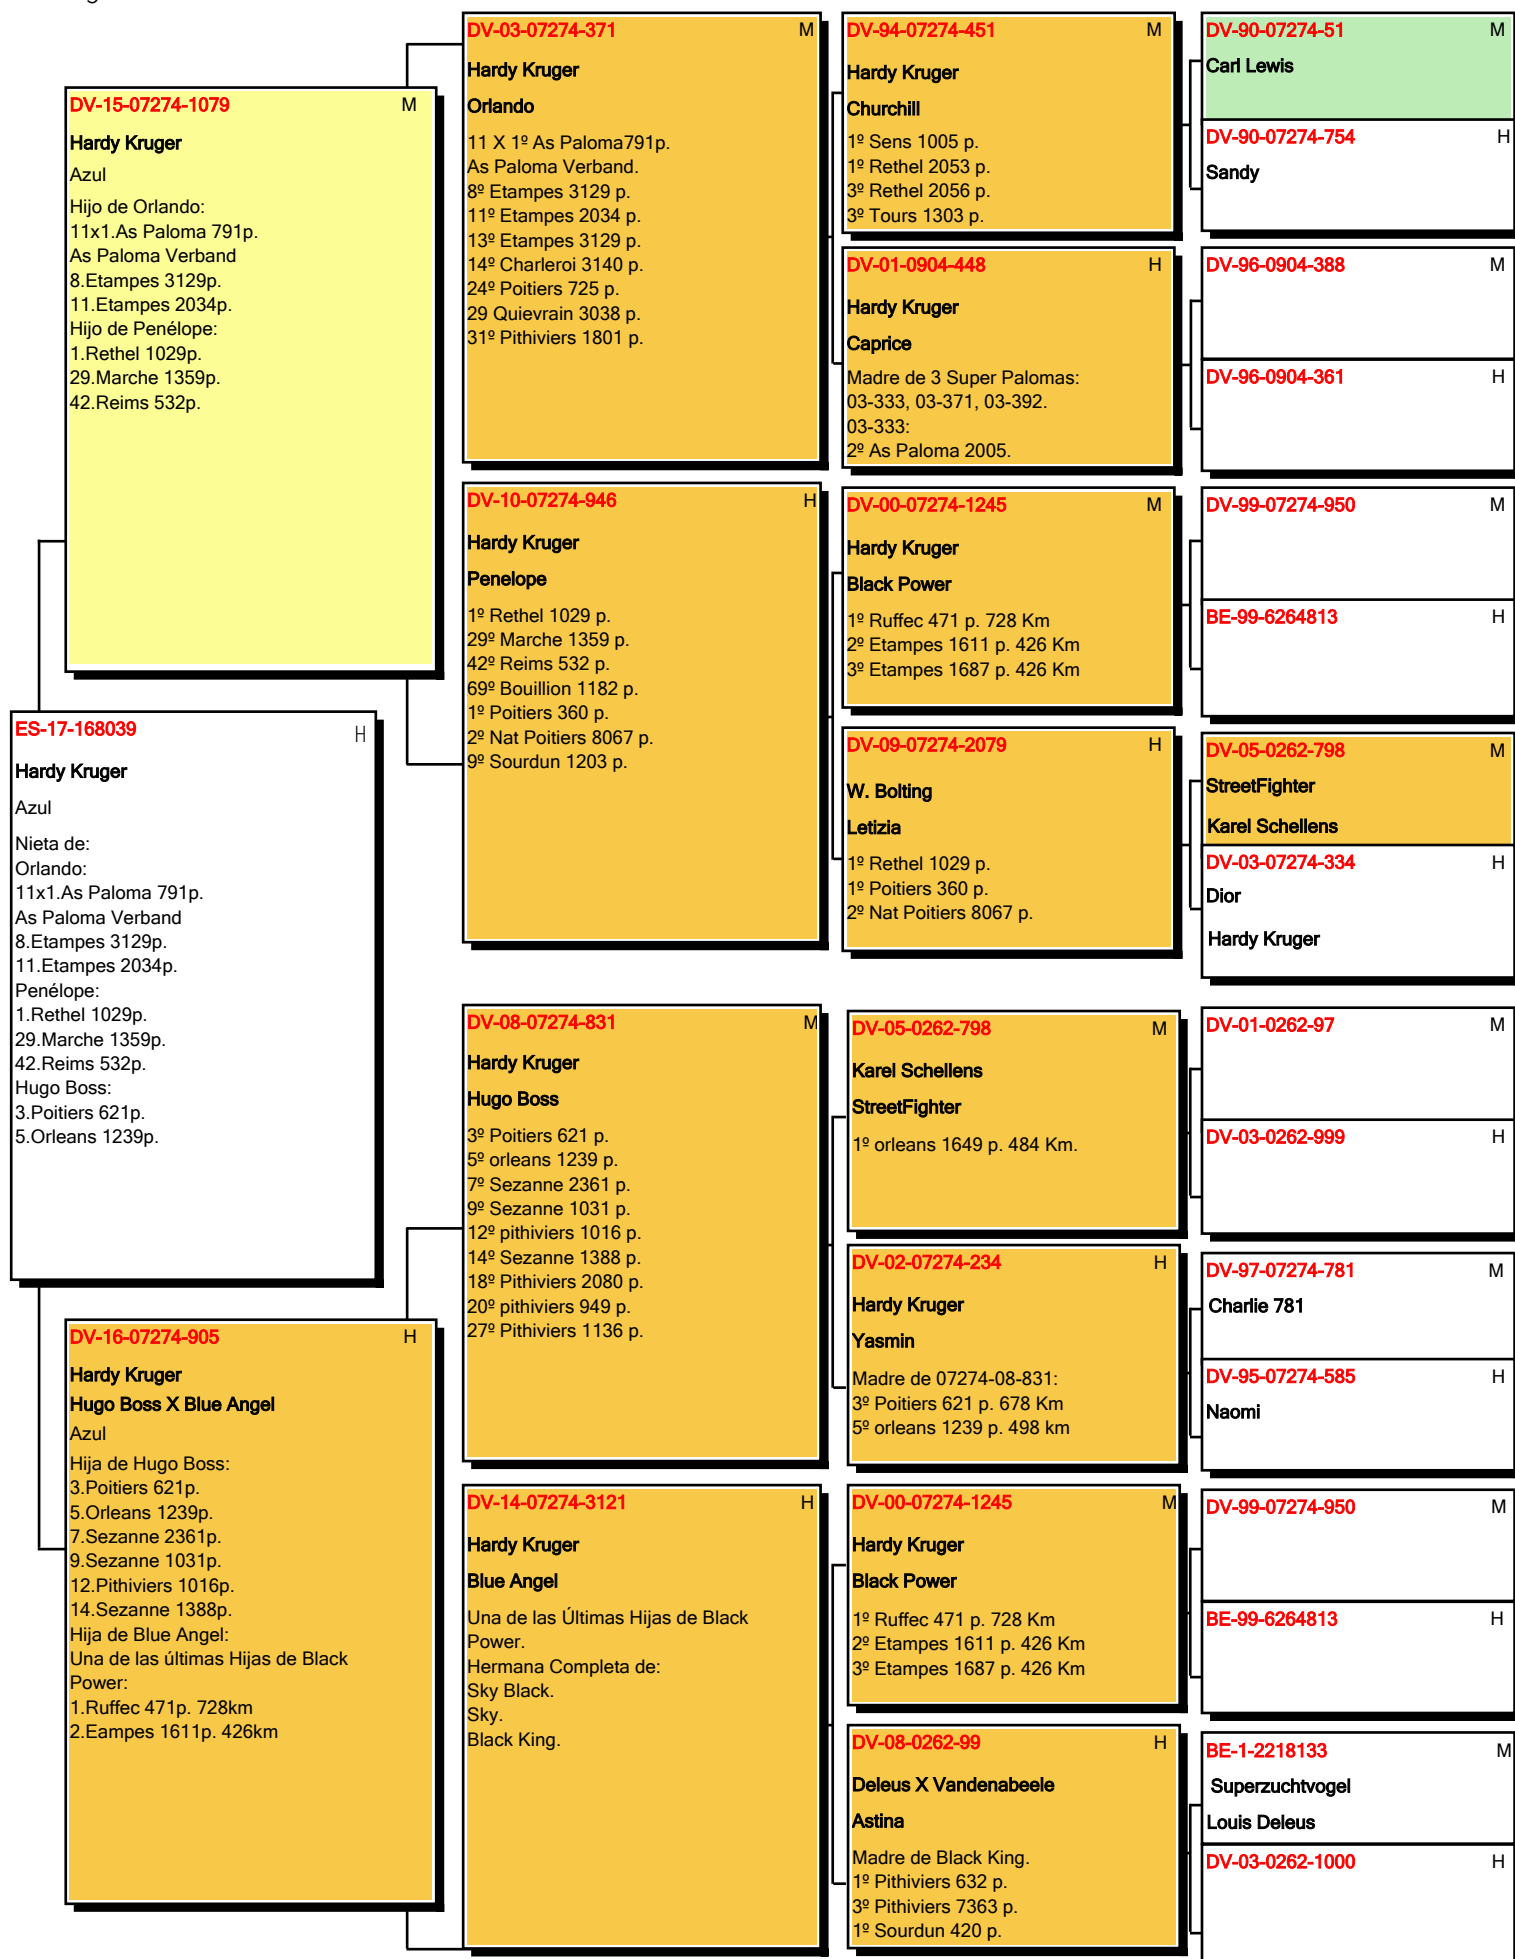 ES-17-168039 H
Hardy Kruger
Azul
Nieta de:
Orlando:
11x1.As Paloma 791p.
As Paloma Verband
8.Etampes 3129p.
11.Etampes 2034p.
Penélope:
1.Rethel 1029p.
29.Marche 1359p.
42.Reims 532p.
Hugo Boss:
3.Poitiers 621p.
5.Orleans 1239p.
DV-15-07274-1079 M
Hardy Kruger
Azul
Hijo de Orlando:
11x1.As Paloma 791p.
As Paloma Verband
8.Etampes 3129p.
11.Etampes 2034p.
Hijo de Penélope:
1.Rethel 1029p.
29.Marche 1359p.
42.Reims 532p.
DV-16-07274-905 H
Hardy Kruger
Hugo Boss X Blue Angel
Azul
Hija de Hugo Boss:
3.Poitiers 621p.
5.Orleans 1239p.
7.Sezanne 2361p.
9.Sezanne 1031p.
12.Pithiviers 1016p.
14.Sezanne 1388p.
Hija de Blue Angel:
Una de las últimas Hijas de Black
Power:
1.Ruffec 471p. 728km
2.Eampes 1611p. 426km
DV-03-07274-371 M
Hardy Kruger
Orlando
11 X 1º As Paloma791p.
As Paloma Verband.
8º Etampes 3129 p.
11º Etampes 2034 p.
13º Etampes 3129 p.
14º Charleroi 3140 p.
24º Poitiers 725 p.
29 Quievrain 3038 p.
31º Pithiviers 1801 p.
DV-10-07274-946 H
Hardy Kruger
Penelope
1º Rethel 1029 p.
29º Marche 1359 p.
42º Reims 532 p.
69º Bouillion 1182 p.
1º Poitiers 360 p.
2º Nat Poitiers 8067 p.
9º Sourdun 1203 p.
DV-08-07274-831 M
Hardy Kruger
Hugo Boss
3º Poitiers 621 p.
5º orleans 1239 p.
7º Sezanne 2361 p.
9º Sezanne 1031 p.
12º pithiviers 1016 p.
14º Sezanne 1388 p.
18º Pithiviers 2080 p.
20º pithiviers 949 p.
27º Pithiviers 1136 p.
DV-14-07274-3121 H
Hardy Kruger
Blue Angel
Una de las Últimas Hijas de Black
Power.
Hermana Completa de:
Sky Black.
Sky.
Black King.
DV-94-07274-451 M
Hardy Kruger
Churchill
1º Sens 1005 p.
1º Rethel 2053 p.
3º Rethel 2056 p.
3º Tours 1303 p.
DV-01-0904-448 H
Hardy Kruger
Caprice
Madre de 3 Super Palomas:
03-333, 03-371, 03-392.
03-333:
2º As Paloma 2005.
DV-00-07274-1245 M
Hardy Kruger
Black Power
1º Ruffec 471 p. 728 Km
2º Etampes 1611 p. 426 Km
3º Etampes 1687 p. 426 Km
DV-09-07274-2079 H
W. Bolting
Letizia
1º Rethel 1029 p.
1º Poitiers 360 p.
2º Nat Poitiers 8067 p.
DV-05-0262-798 M
Karel Schellens
StreetFighter
1º orleans 1649 p. 484 Km.
DV-02-07274-234 H
Hardy Kruger
Yasmin
Madre de 07274-08-831:
3º Poitiers 621 p. 678 Km
5º orleans 1239 p. 498 km
DV-00-07274-1245 M
Hardy Kruger
Black Power
1º Ruffec 471 p. 728 Km
2º Etampes 1611 p. 426 Km
3º Etampes 1687 p. 426 Km
DV-08-0262-99 H
Deleus X Vandenabeele
Astina
Madre de Black King.
1º Pithiviers 632 p.
3º Pithiviers 7363 p.
1º Sourdun 420 p.
DV-90-07274-51 M
Carl Lewis
DV-90-07274-754 H
Sandy
DV-96-0904-388 M
DV-96-0904-361 H
DV-99-07274-950 M
BE-99-6264813 H
DV-05-0262-798 M
StreetFighter
Karel Schellens
DV-03-07274-334 H
Dior
Hardy Kruger
DV-01-0262-97 M
DV-03-0262-999 H
DV-97-07274-781 M
Charlie 781
DV-95-07274-585 H
Naomi
DV-99-07274-950 M
BE-99-6264813 H
BE-1-2218133 M
Superzuchtvogel
Louis Deleus
DV-03-0262-1000 H